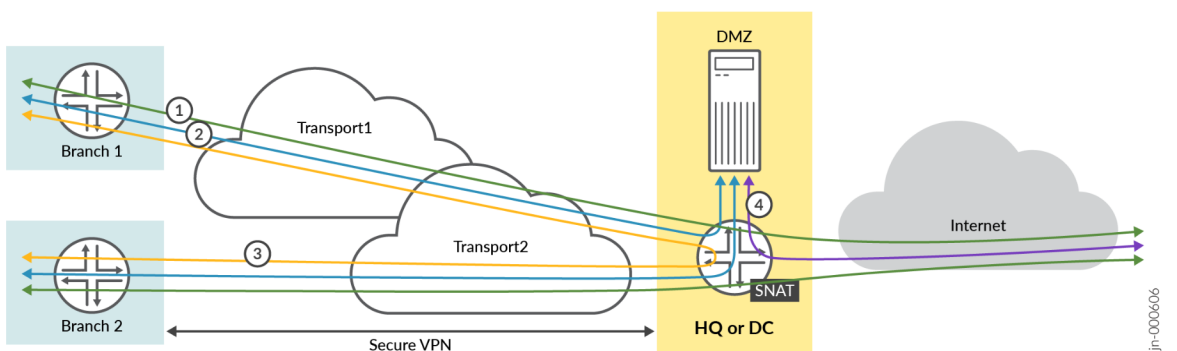 DMZ
1
Transport1
2
Branch 1
4
Internet
Transport2
3
SNAT
Branch 2
HQ or DC
Secure VPN
jn-000606